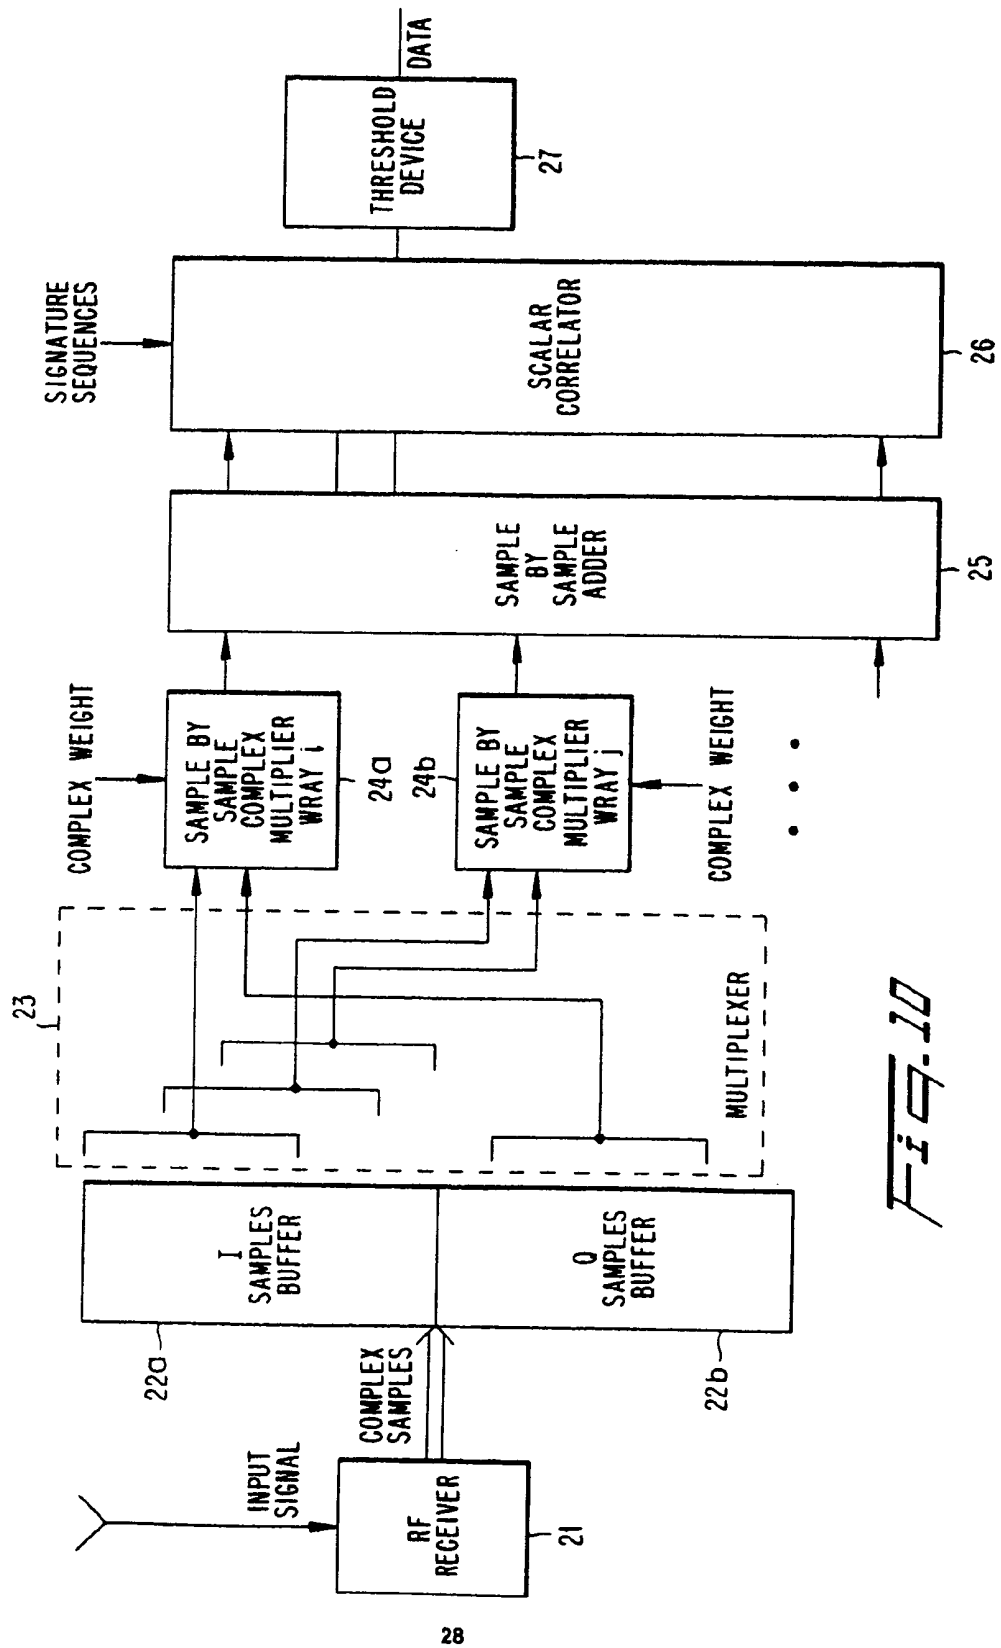 INPUT
SIGNAL
RF
RECEIVER
21
COMPLEX
SAMPLES
22a
I
SAMPLES
BUFFER
Q
SAMPLES
BUFFER
22b
23
MULTIPLEXER
COMPLEX WEIGHT
SAMPLE BY
SAMPLE
COMPLEX
MULTIPLIER
WRAY i
24a
24b
SAMPLE BY
SAMPLE
COMPLEX
MULTIPLIER
WRAY j
COMPLEX WEIGHT
SAMPLE
BY
SAMPLE
ADDER
25
SIGNATURE
SEQUENCES
SCALAR
CORRELATOR
26
THRESHOLD
DEVICE
27
DATA
Fig. 10
28